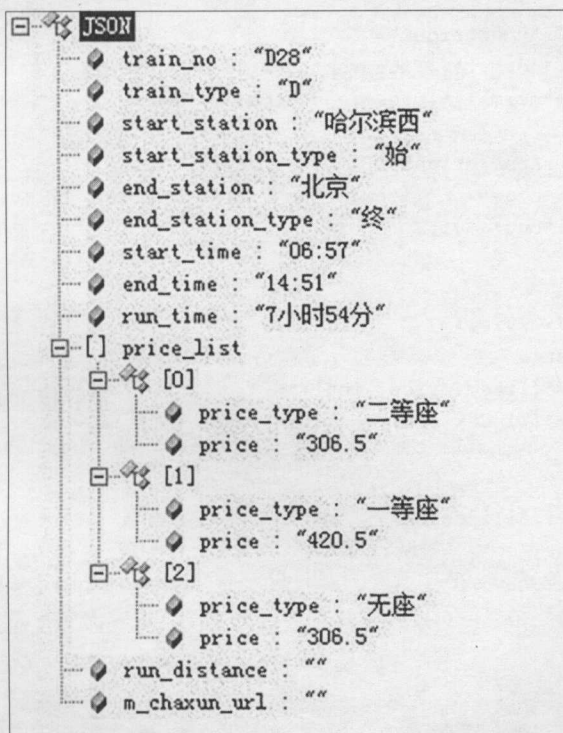 JSON
train_no : "D28"
train_type : "D"
start_station : "哈尔滨西"
start_station_type : "始"
end_station : "北京"
end_station_type : "终"
start_time : "06:57"
end_time : "14:51"
run_time : "7小时54分"
[] price_list
[0]
price_type : "二等座"
price : "306.5"
[1]
price_type : "一等座"
price : "420.5"
[2]
price_type : "无座"
price : "306.5"
run_distance : ""
m_chaxun_url : ""